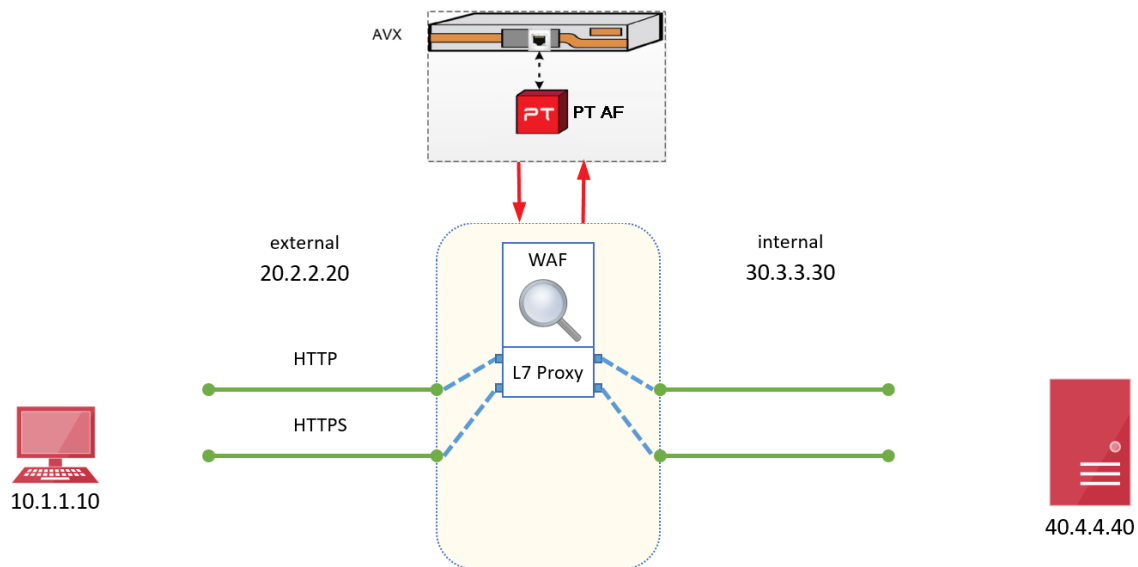 AVX
PT
PT AF
external
20.2.2.20
WAF
internal
30.3.3.30
HTTP
L7 Proxy
HTTPS
10.1.1.10
40.4.4.40